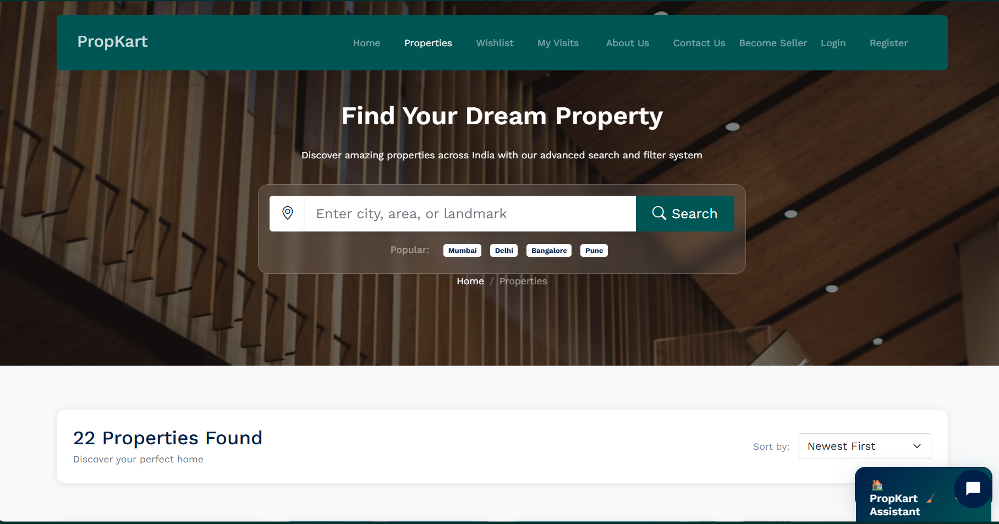 PropKart
Home Properties Wishlist My Visits About Us Contact Us Become Seller Login Register
Find Your Dream Property
Discover amazing properties across India with our advanced search and filter system
Enter city, area, or landmark
Search
Popular: Mumbai Delhi Bangalore Pune
Home / Properties
22 Properties Found
Discover your perfect home
Sort by: Newest First
PropKart
Assistant